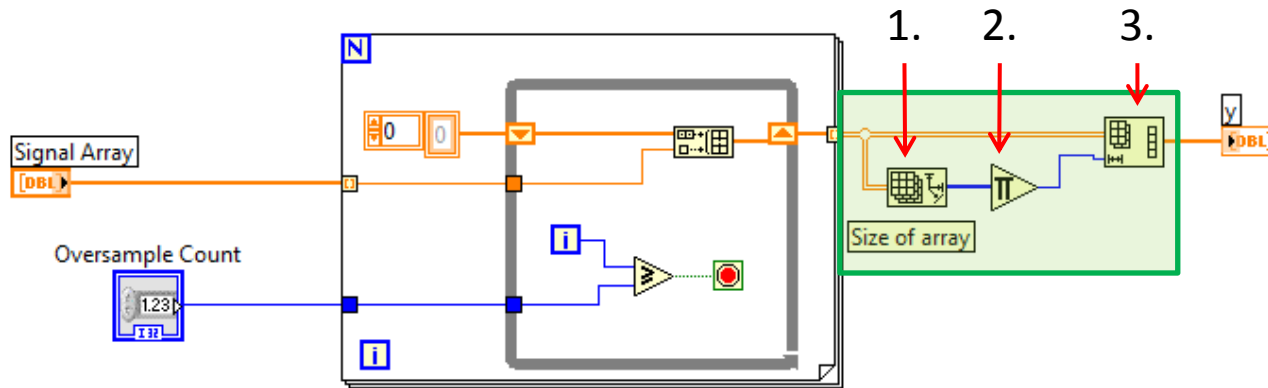 1. 2. 3.
N
0 0
y
Signal Array
[DBL]
DBL]
i
Size of array
Oversample Count
1.23
I32
i